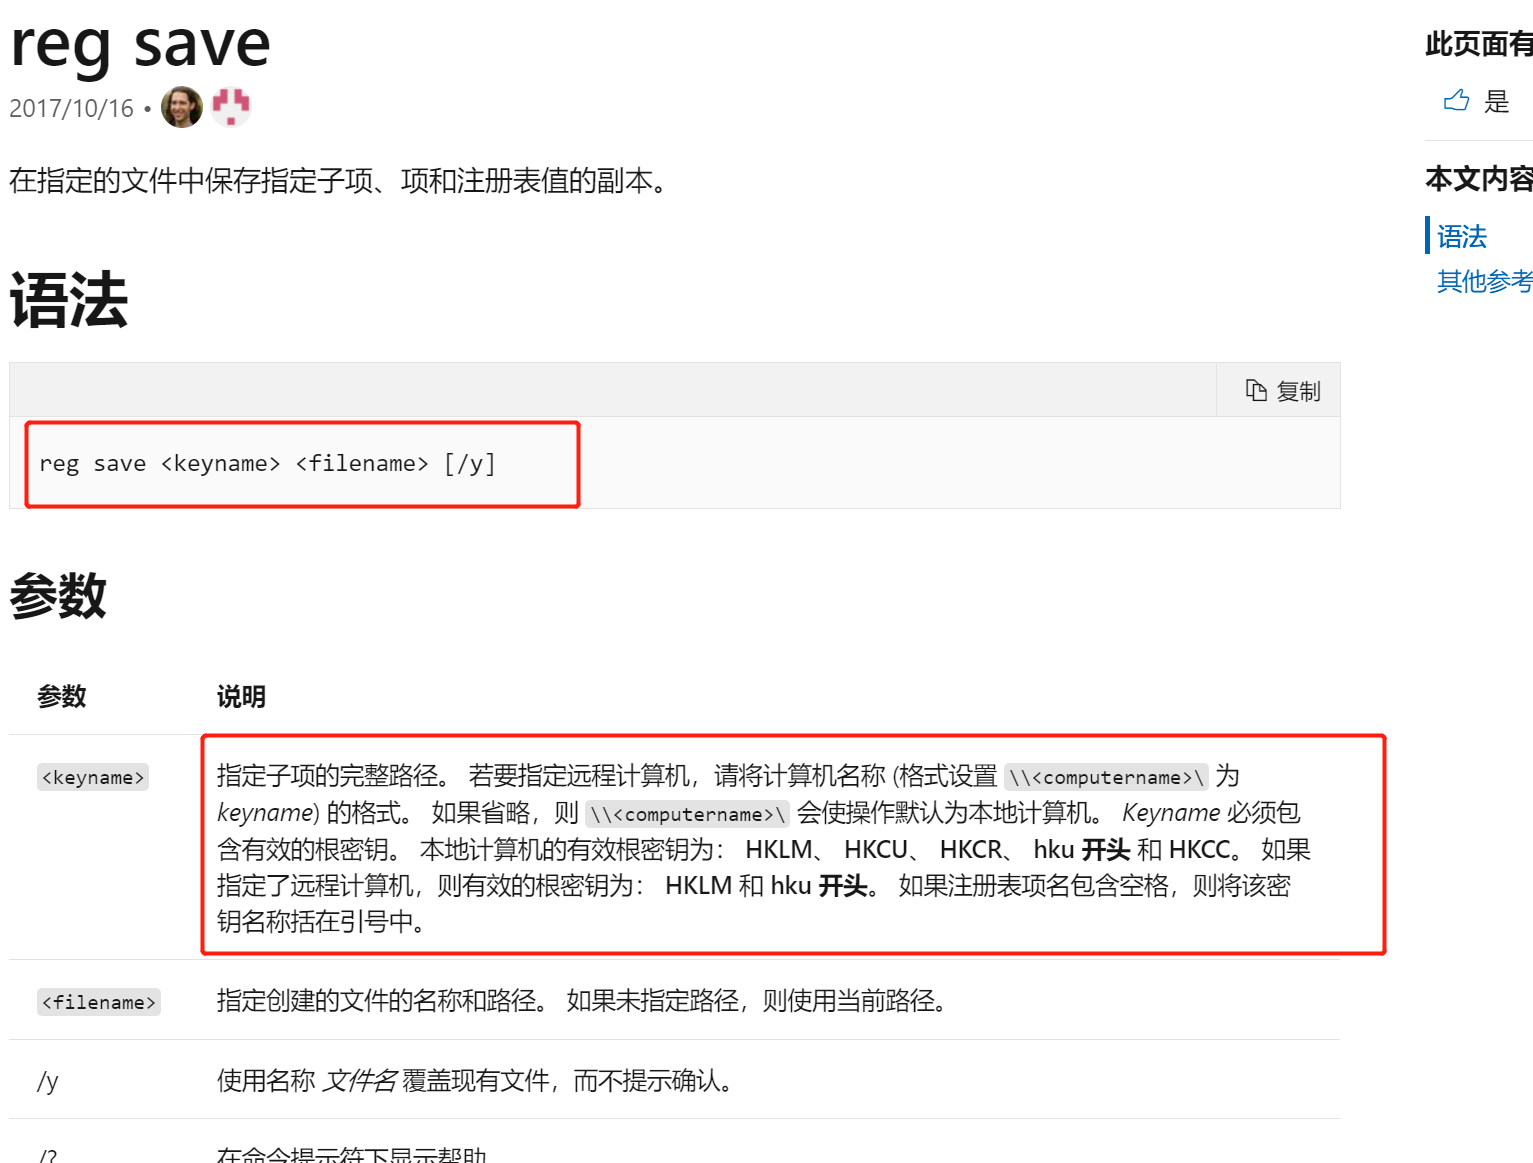 reg save
2017/10/16 •
在指定的文件中保存指定子项、项和注册表值的副本。
语法
复制
reg save <keyname> <filename> [/y]
参数
参数 说明
<keyname> 指定子项的完整路径。 若要指定远程计算机，请将计算机名称 (格式设置 \\<computername>\ 为
keyname) 的格式。 如果省略，则 \\<computername>\ 会使操作默认为本地计算机。 Keyname 必须包
含有效的根密钥。 本地计算机的有效根密钥为： HKLM、 HKCU、 HKCR、 hku 开头 和 HKCC。 如果
指定了远程计算机，则有效的根密钥为： HKLM 和 hku 开头。 如果注册表项名包含空格，则将该密
钥名称括在引号中。
<filename> 指定创建的文件的名称和路径。 如果未指定路径，则使用当前路径。
/y 使用名称 文件名 覆盖现有文件，而不提示确认。
/? 在命令提示符下显示帮助
此页面有
是
本文内容
语法
其他参考